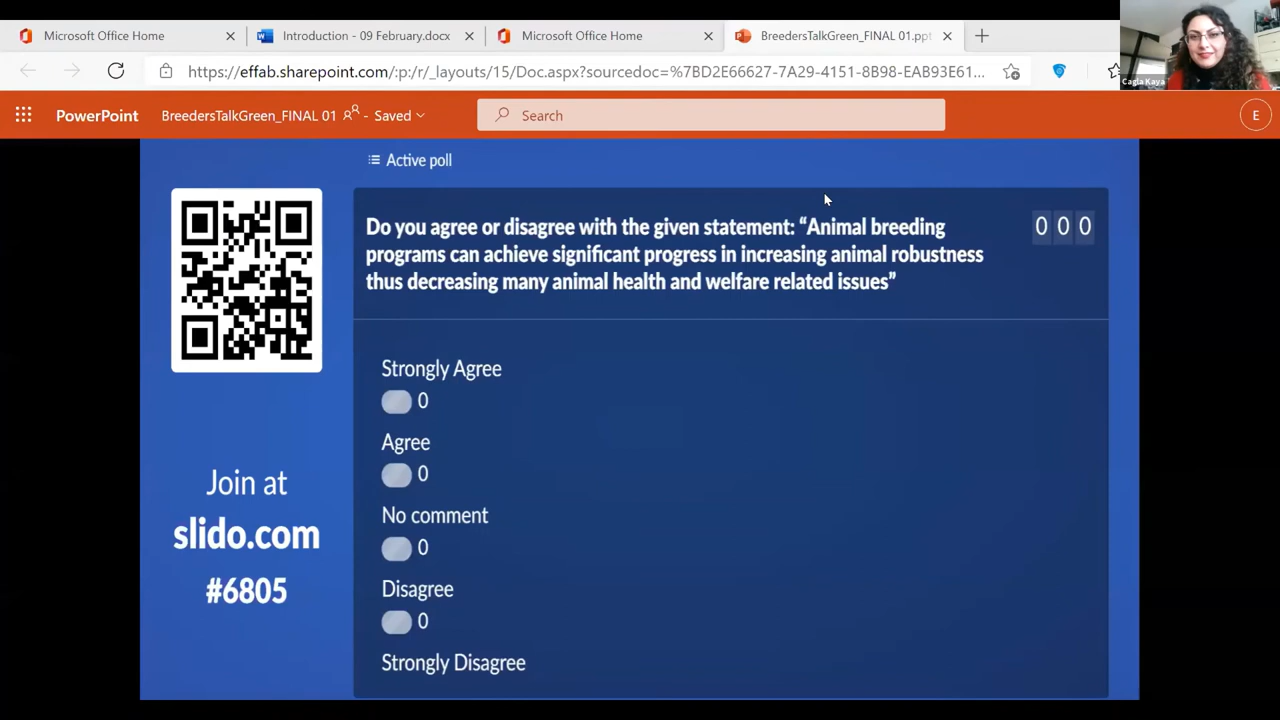 Microsoft Office Home
Introduction - 09 February.docx
Microsoft Office Home
BreedersTalkGreen_FINAL 01.ppt
https://effab.sharepoint.com/:p:/r/_layouts/15/Doc.aspx?sourcedoc=%7BD2E66627-7A29-4151-8B98-EAB93E61...
Cagla Kaya
PowerPoint
BreedersTalkGreen_FINAL 01 - Saved
Search
E
Active poll
Do you agree or disagree with the given statement: “Animal breeding
programs can achieve significant progress in increasing animal robustness
thus decreasing many animal health and welfare related issues”
0 0 0
Strongly Agree
0
Agree
0
No comment
0
Disagree
0
Strongly Disagree
Join at
slido.com
#6805